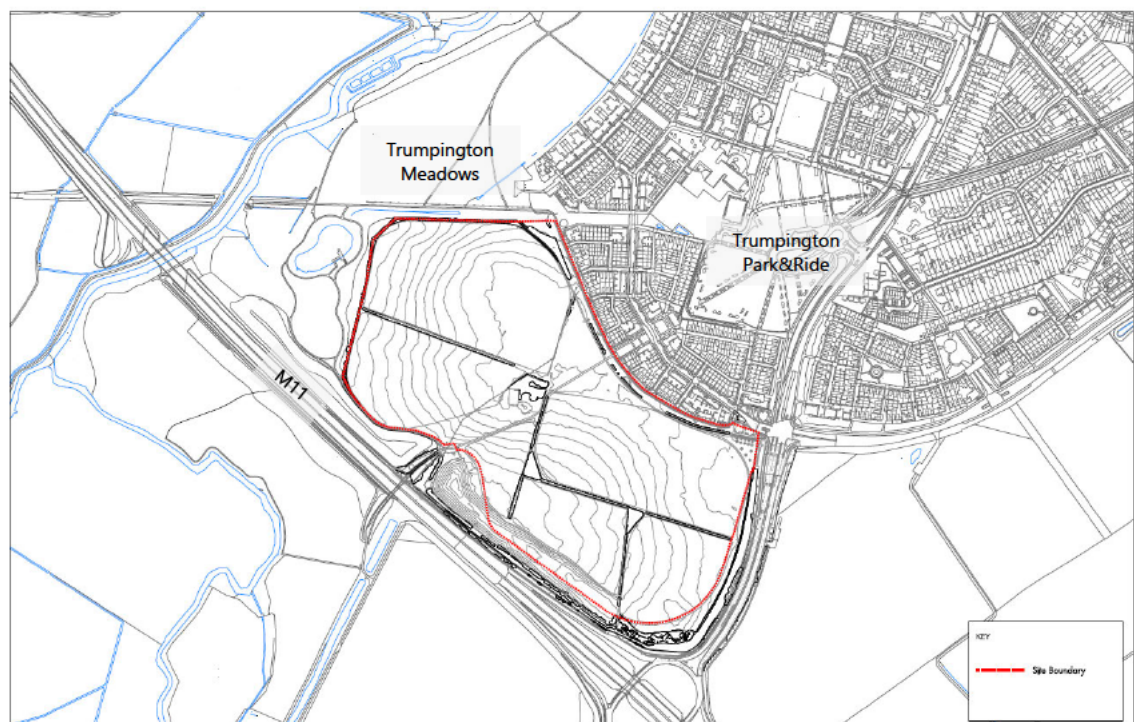 Trumpington
Meadows
Trumpington
Park&Ride
M11
KEY
Site Boundary